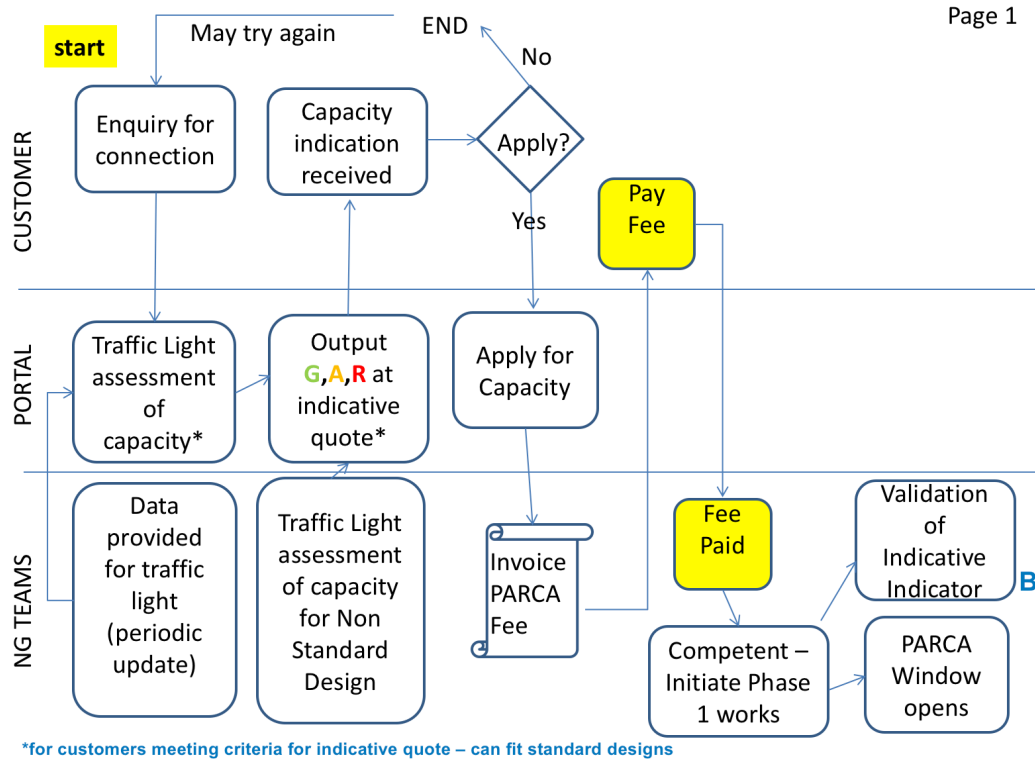 Page 1
start
May try again
END
No
CUSTOMER
Enquiry for
connection
Capacity
indication
received
Apply?
Yes
Pay
Fee
PORTAL
Traffic Light
assessment
of
capacity*
Output
G,A,R at
indicative
quote*
Apply for
Capacity
NG TEAMS
Data
provided
for traffic
light
(periodic
update)
Traffic Light
assessment
of capacity
for Non
Standard
Design
Invoice
PARCA
Fee
Fee
Paid
Validation
of
Indicative
Indicator
B
Competent –
Initiate Phase
1 works
PARCA
Window
opens
*for customers meeting criteria for indicative quote – can fit standard designs